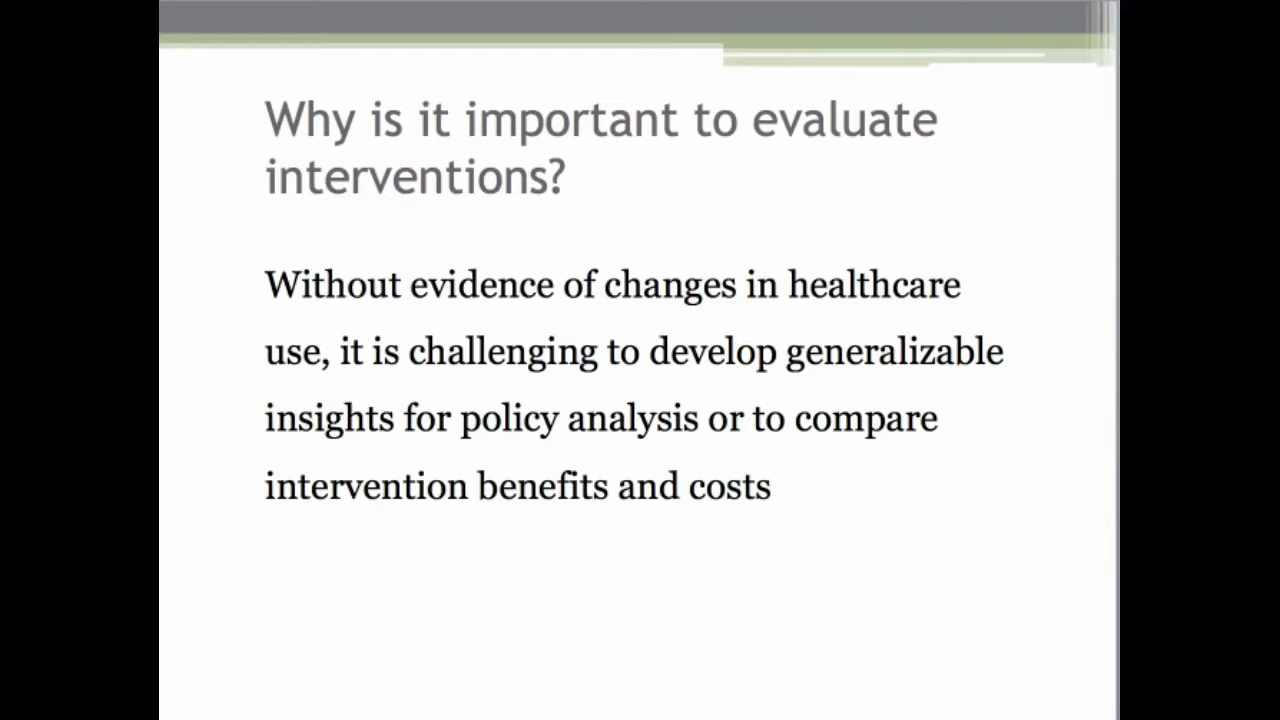 Why is it important to evaluate
interventions?
Without evidence of changes in healthcare
use, it is challenging to develop generalizable
insights for policy analysis or to compare
intervention benefits and costs